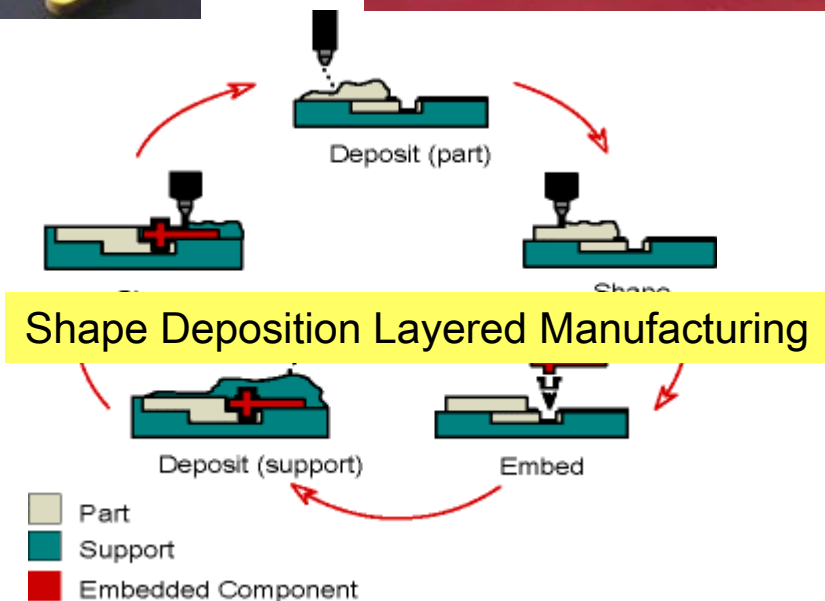 Deposit (part)
Shape
Shape Deposition Layered Manufacturing
Deposit (support)
Embed
Part
Support
Embedded Component